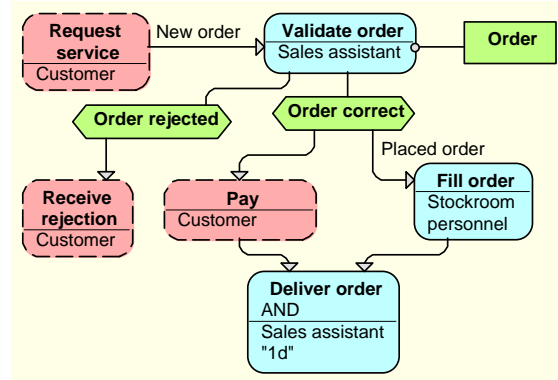 Request
service
Customer
New order
Validate order
Sales assistant
Order
Order rejected
Order correct
Placed order
Receive
rejection
Customer
Pay
Customer
Fill order
Stockroom
personnel
Deliver order
AND
Sales assistant
"1d"